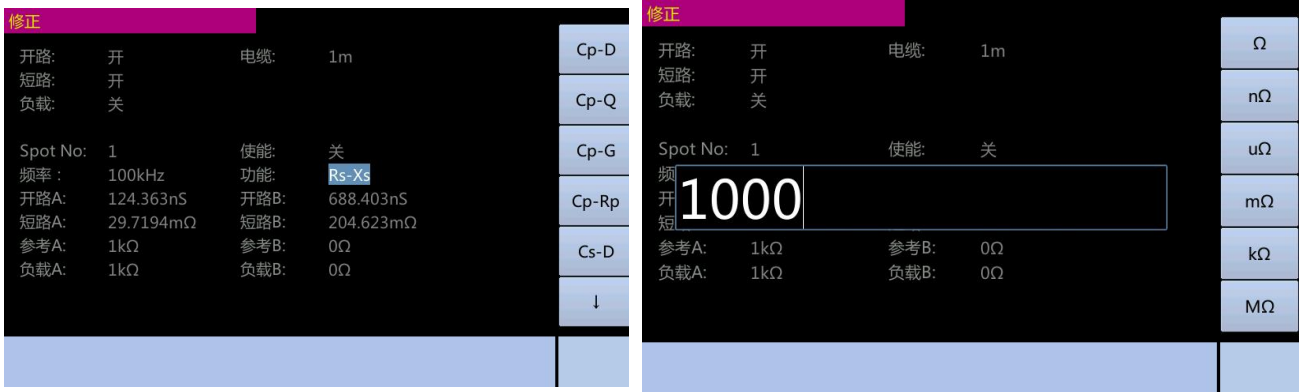 修正
开路: 开 电缆: 1m
短路: 开
负载: 关
Spot No: 1 使能: 关
频率 : 100kHz 功能: Rs-Xs
开路A: 124.363nS 开路B: 688.403nS
短路A: 29.7194mΩ 短路B: 204.623mΩ
参考A: 1kΩ 参考B: 0Ω
负载A: 1kΩ 负载B: 0Ω
Cp-D
Cp-Q
Cp-G
Cp-Rp
Cs-D
↓
修正
开路: 开 电缆: 1m
短路: 开
负载: 关
Spot No: 1 使能: 关
频
开
短
1000
参考A: 1kΩ 参考B: 0Ω
负载A: 1kΩ 负载B: 0Ω
Ω
nΩ
uΩ
mΩ
kΩ
MΩ